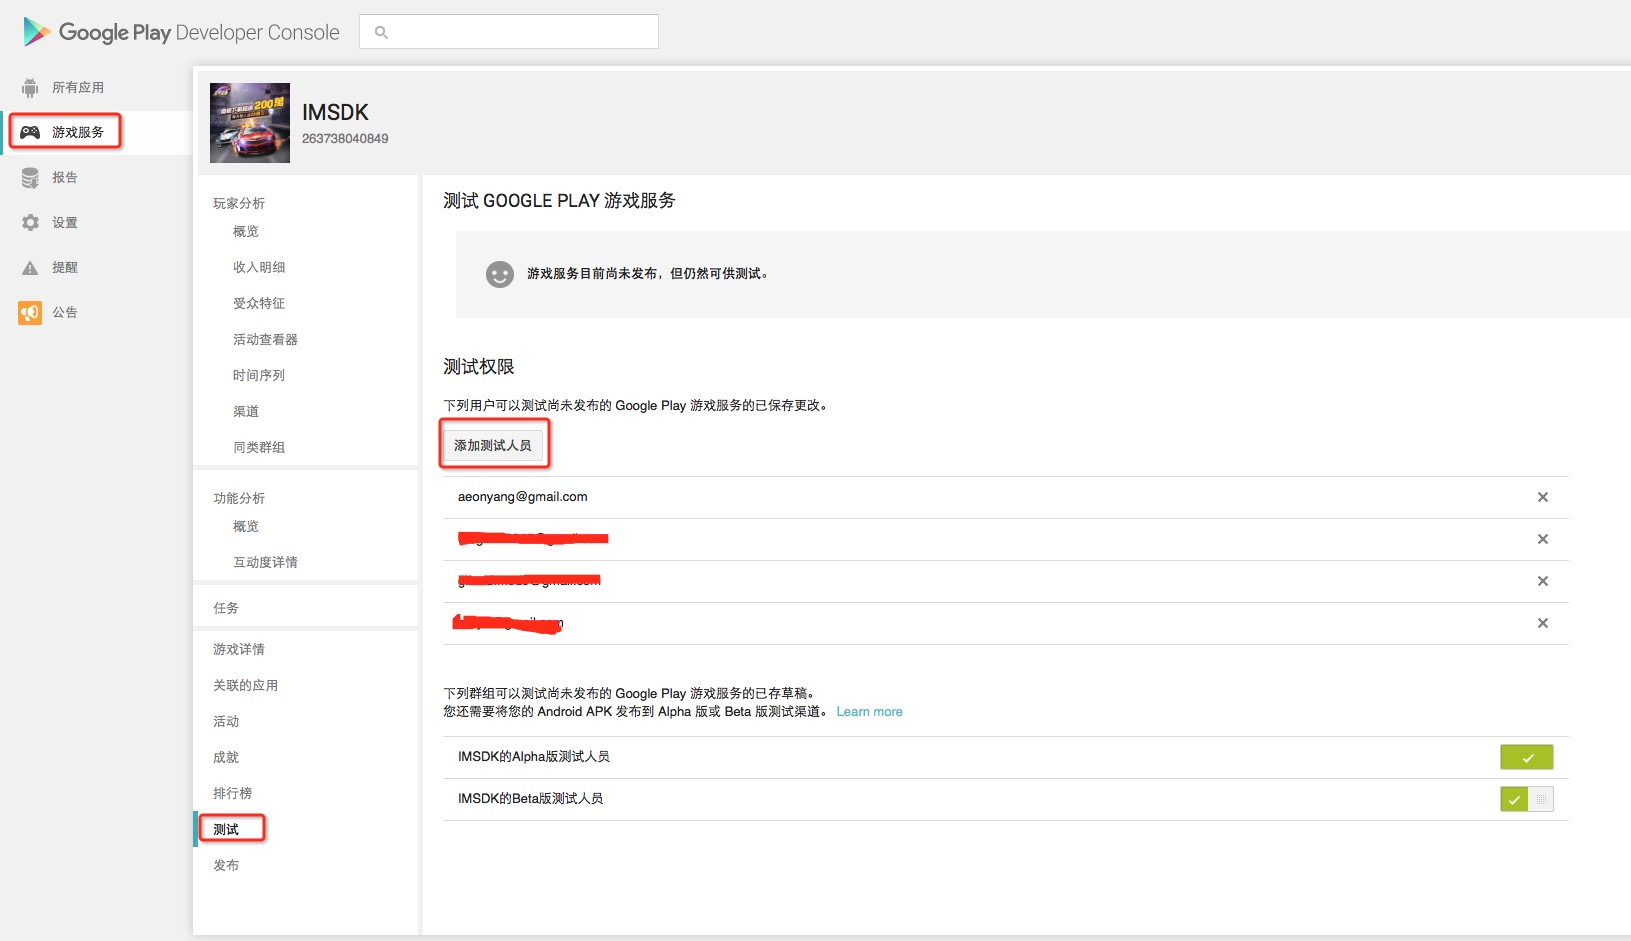 Google Play Developer Console
所有应用
游戏服务
报告
设置
提醒
公告
200萬
IMSDK
263738040849
玩家分析
概览
收入明细
受众特征
活动查看器
时间序列
渠道
同类群组
功能分析
概览
互动度详情
任务
游戏详情
关联的应用
活动
成就
排行榜
测试
发布
测试 GOOGLE PLAY 游戏服务
游戏服务目前尚未发布，但仍然可供测试。
测试权限
下列用户可以测试尚未发布的 Google Play 游戏服务的已保存更改。
添加测试人员
aeonyang@gmail.com
下列群组可以测试尚未发布的 Google Play 游戏服务的已存草稿。
您还需要将您的 Android APK 发布到 Alpha 版或 Beta 版测试渠道。 Learn more
IMSDK的Alpha版测试人员
IMSDK的Beta版测试人员